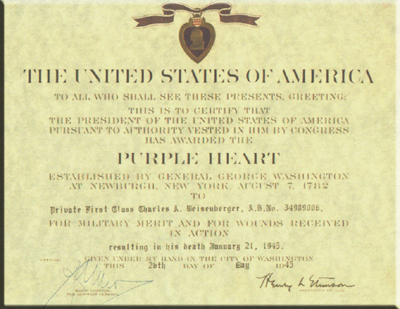 THE UNITED STATES OF AMERICA
TO ALL WHO SHALL SEE THESE PRESENTS, GREETING:
THIS IS TO CERTIFY THAT
THE PRESIDENT OF THE UNITED STATES OF AMERICA
PURSUANT TO AUTHORITY VESTED IN HIM BY CONGRESS
HAS AWARDED THE
PURPLE HEART
ESTABLISHED BY GENERAL GEORGE WASHINGTON
AT NEWBURGH, NEW YORK, AUGUST 7, 1782
TO
Private First Class Charles A. Weisenberger, A.S.No. 34989006,
FOR MILITARY MERIT AND FOR WOUNDS RECEIVED
IN ACTION
resulting in his death January 21, 1945.
GIVEN UNDER MY HAND IN THE CITY OF WASHINGTON
THIS 28th DAY OF May 1945
Henry L Stimson